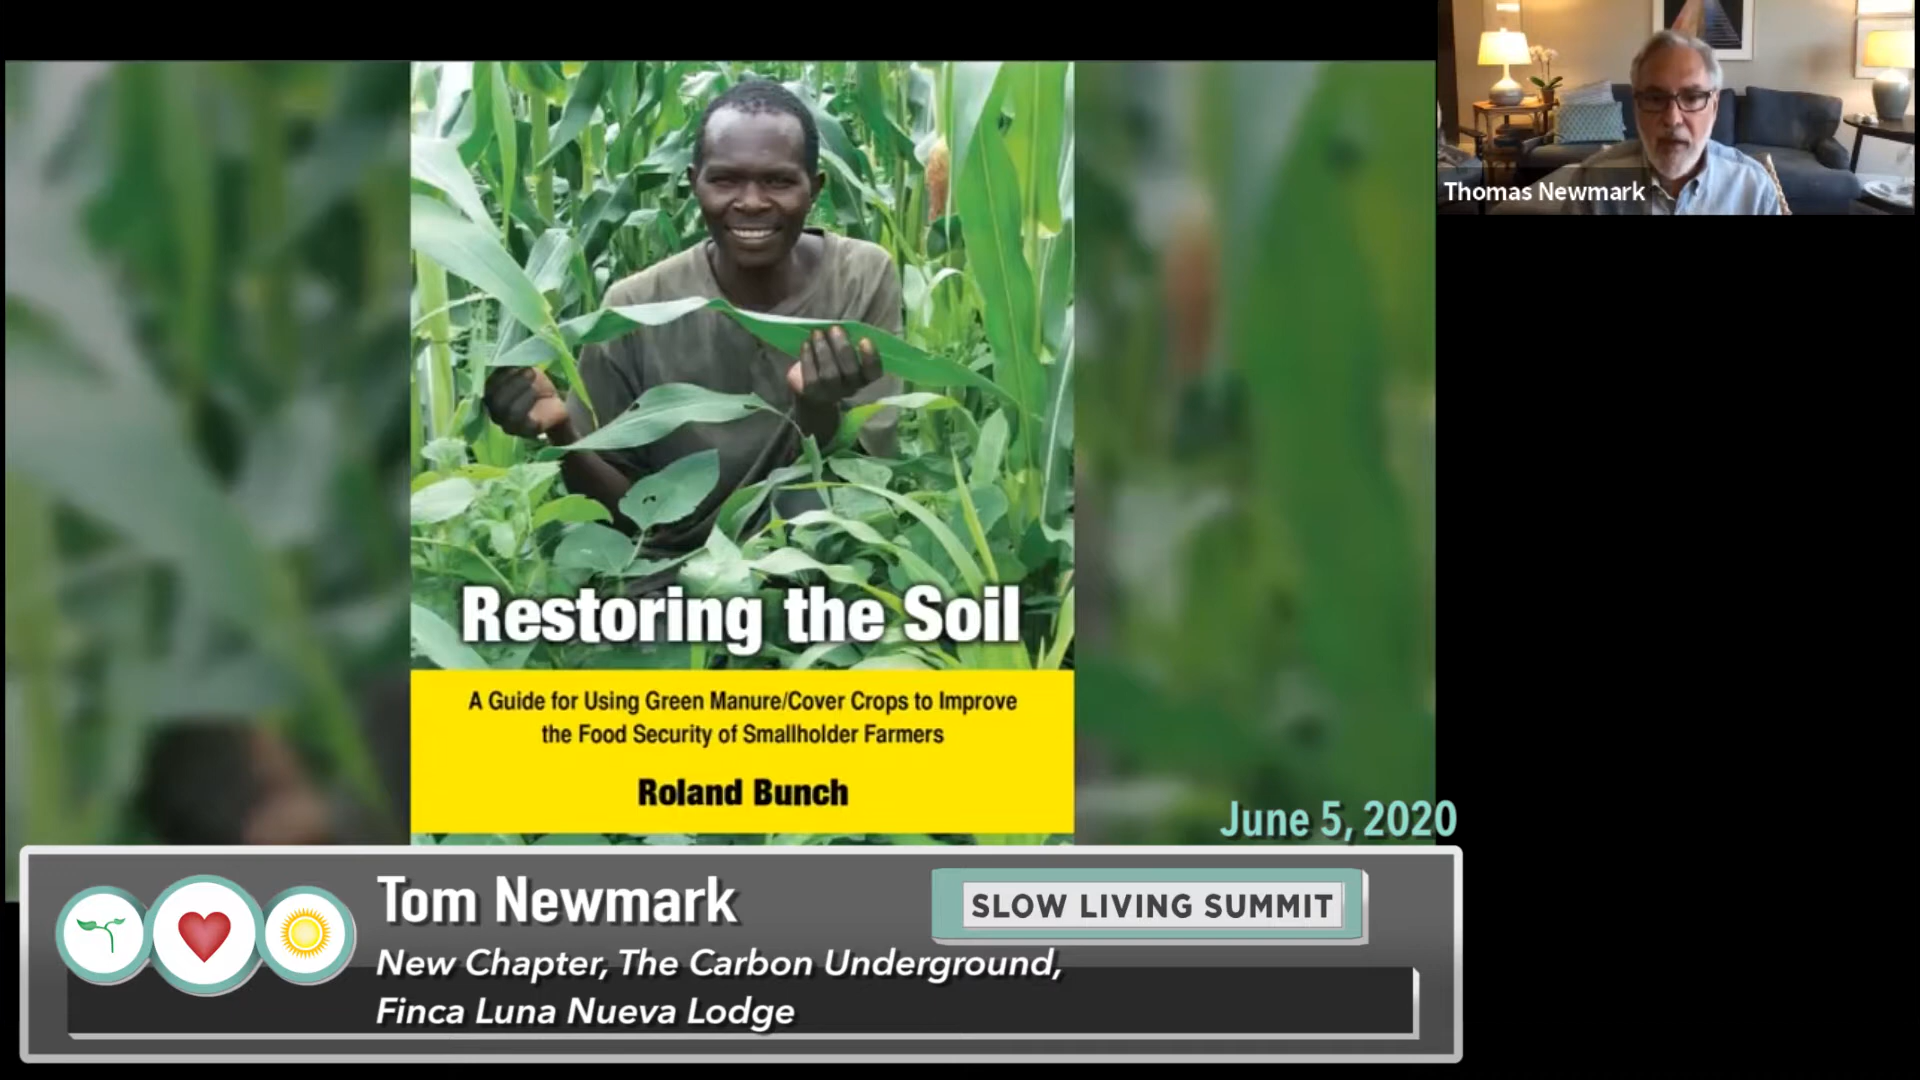 Thomas Newmark
Restoring the Soil
A Guide for Using Green Manure/Cover Crops to Improve
the Food Security of Smallholder Farmers
Roland Bunch
June 5, 2020
Tom Newmark
SLOW LIVING SUMMIT
New Chapter, The Carbon Underground,
Finca Luna Nueva Lodge